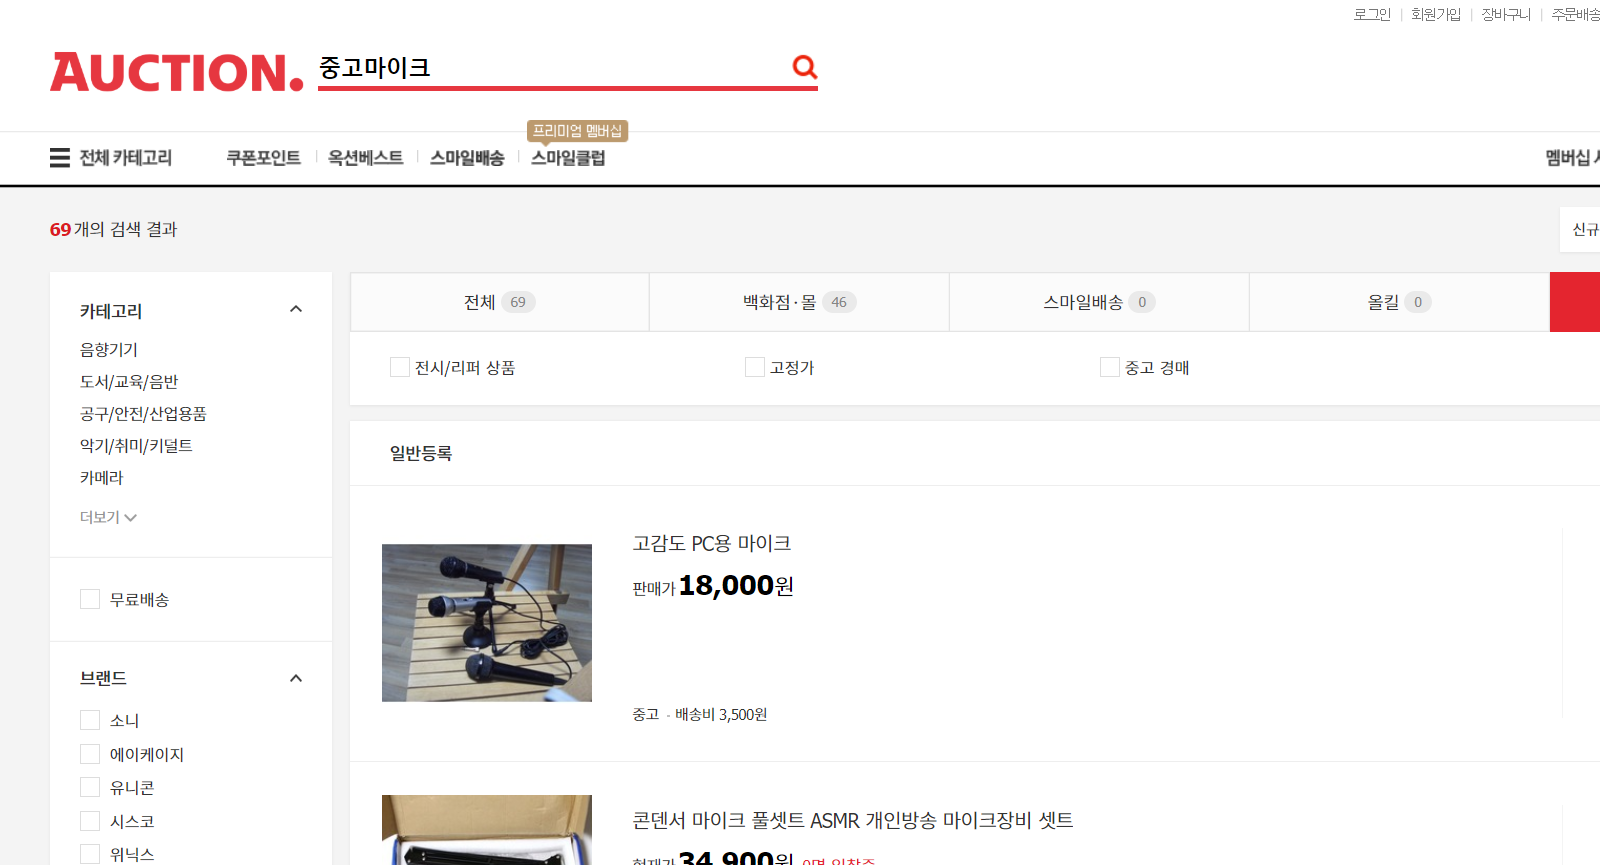 로그인 회원가입 장바구니 주문배송
AUCTION.
중고마이크
프리미엄 멤버십
전체 카테고리 쿠폰포인트 옥션베스트 스마일배송 스마일클럽 멤버십
69개의 검색 결과
신규
카테고리
음향기기
도서/교육/음반
공구/안전/산업용품
악기/취미/키덜트
카메라
더보기
무료배송
브랜드
소니
에이케이지
유니콘
시스코
위닉스
전체 69 백화점·몰 46 스마일배송 0 올킬 0
전시/리퍼 상품 고정가 중고 경매
일반등록
고감도 PC용 마이크
판매가 18,000원
중고 - 배송비 3,500원
콘덴서 마이크 풀셋트 ASMR 개인방송 마이크장비 셋트
현재가 34,900원 0명 입찰중